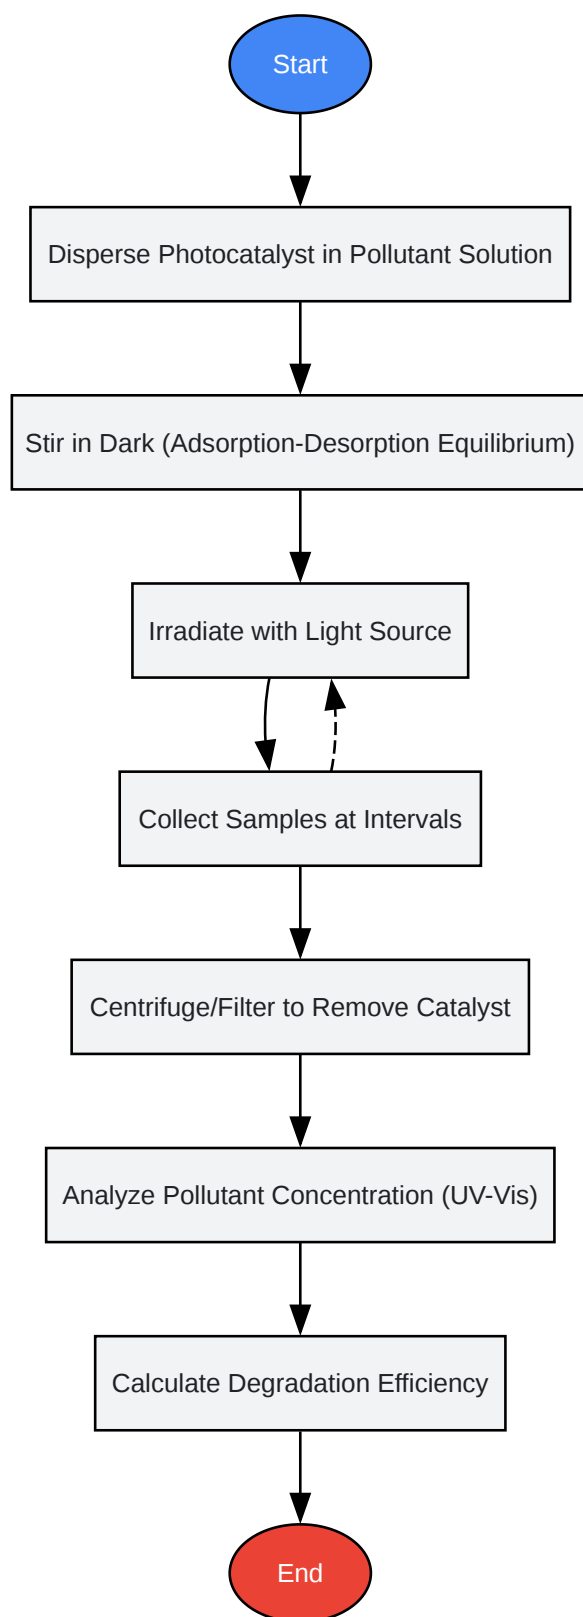 Start
Disperse Photocatalyst in Pollutant Solution
Stir in Dark (Adsorption-Desorption Equilibrium)
Irradiate with Light Source
Collect Samples at Intervals
Centrifuge/Filter to Remove Catalyst
Analyze Pollutant Concentration (UV-Vis)
Calculate Degradation Efficiency
End